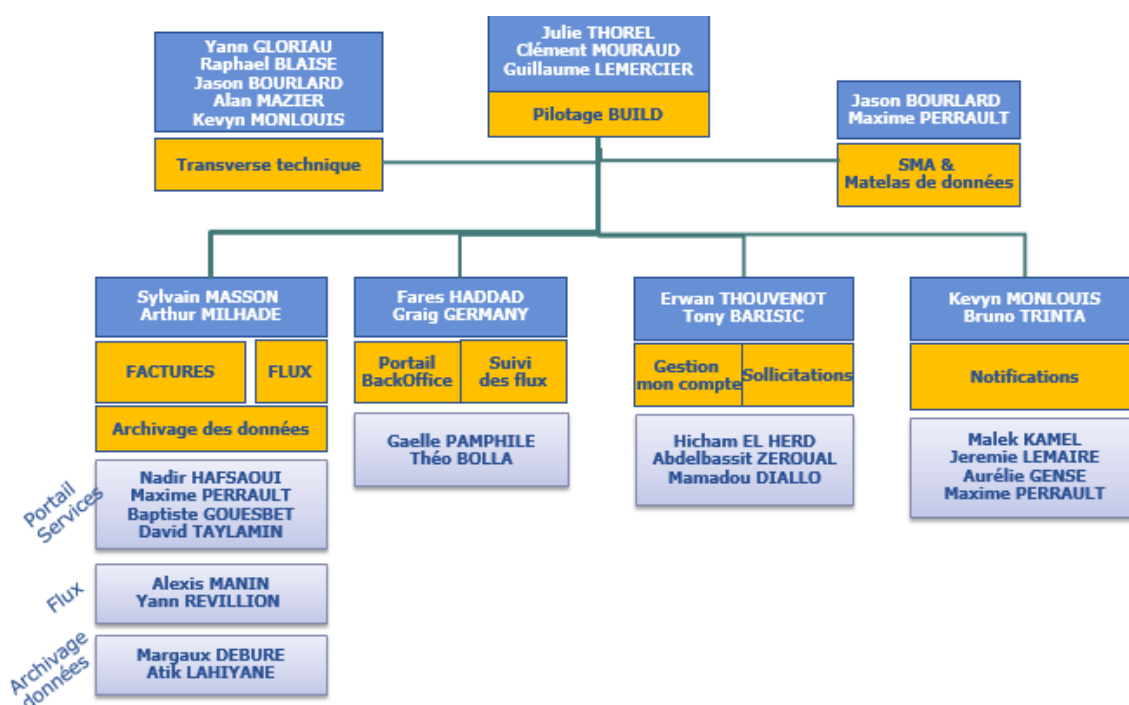 Yann GLORIAU
Raphael BLAISE
Jason BOURLARD
Alan MAZIER
Kevyn MONLOUIS
Transverse technique
Julie THOREL
Clément MOURAUD
Guillaume LEMERCIER
Pilotage BUILD
Jason BOURLARD
Maxime PERRAULT
SMA &
Matelas de données
Sylvain MASSON
Arthur MILHADE
FACTURES
FLUX
Archivage des données
Portail
Services
Nadir HAFSAOUI
Maxime PERRAULT
Baptiste GOUESBET
David TAYLAMIN
Flux
Alexis MANIN
Yann REVILLION
Archivage
données
Margaux DEBURE
Atik LAHIYANE
Fares HADDAD
Graig GERMANY
Portail
BackOffice
Suivi
des flux
Gaelle PAMPHILE
Théo BOLLA
Erwan THOUVENOT
Tony BARISIC
Gestion
mon compte
Sollicitations
Hicham EL HERD
Abdelbassit ZEROUAL
Mamadou DIALLO
Kevyn MONLOUIS
Bruno TRINTA
Notifications
Malek KAMEL
Jeremie LEMAIRE
Aurélie GENSE
Maxime PERRAULT